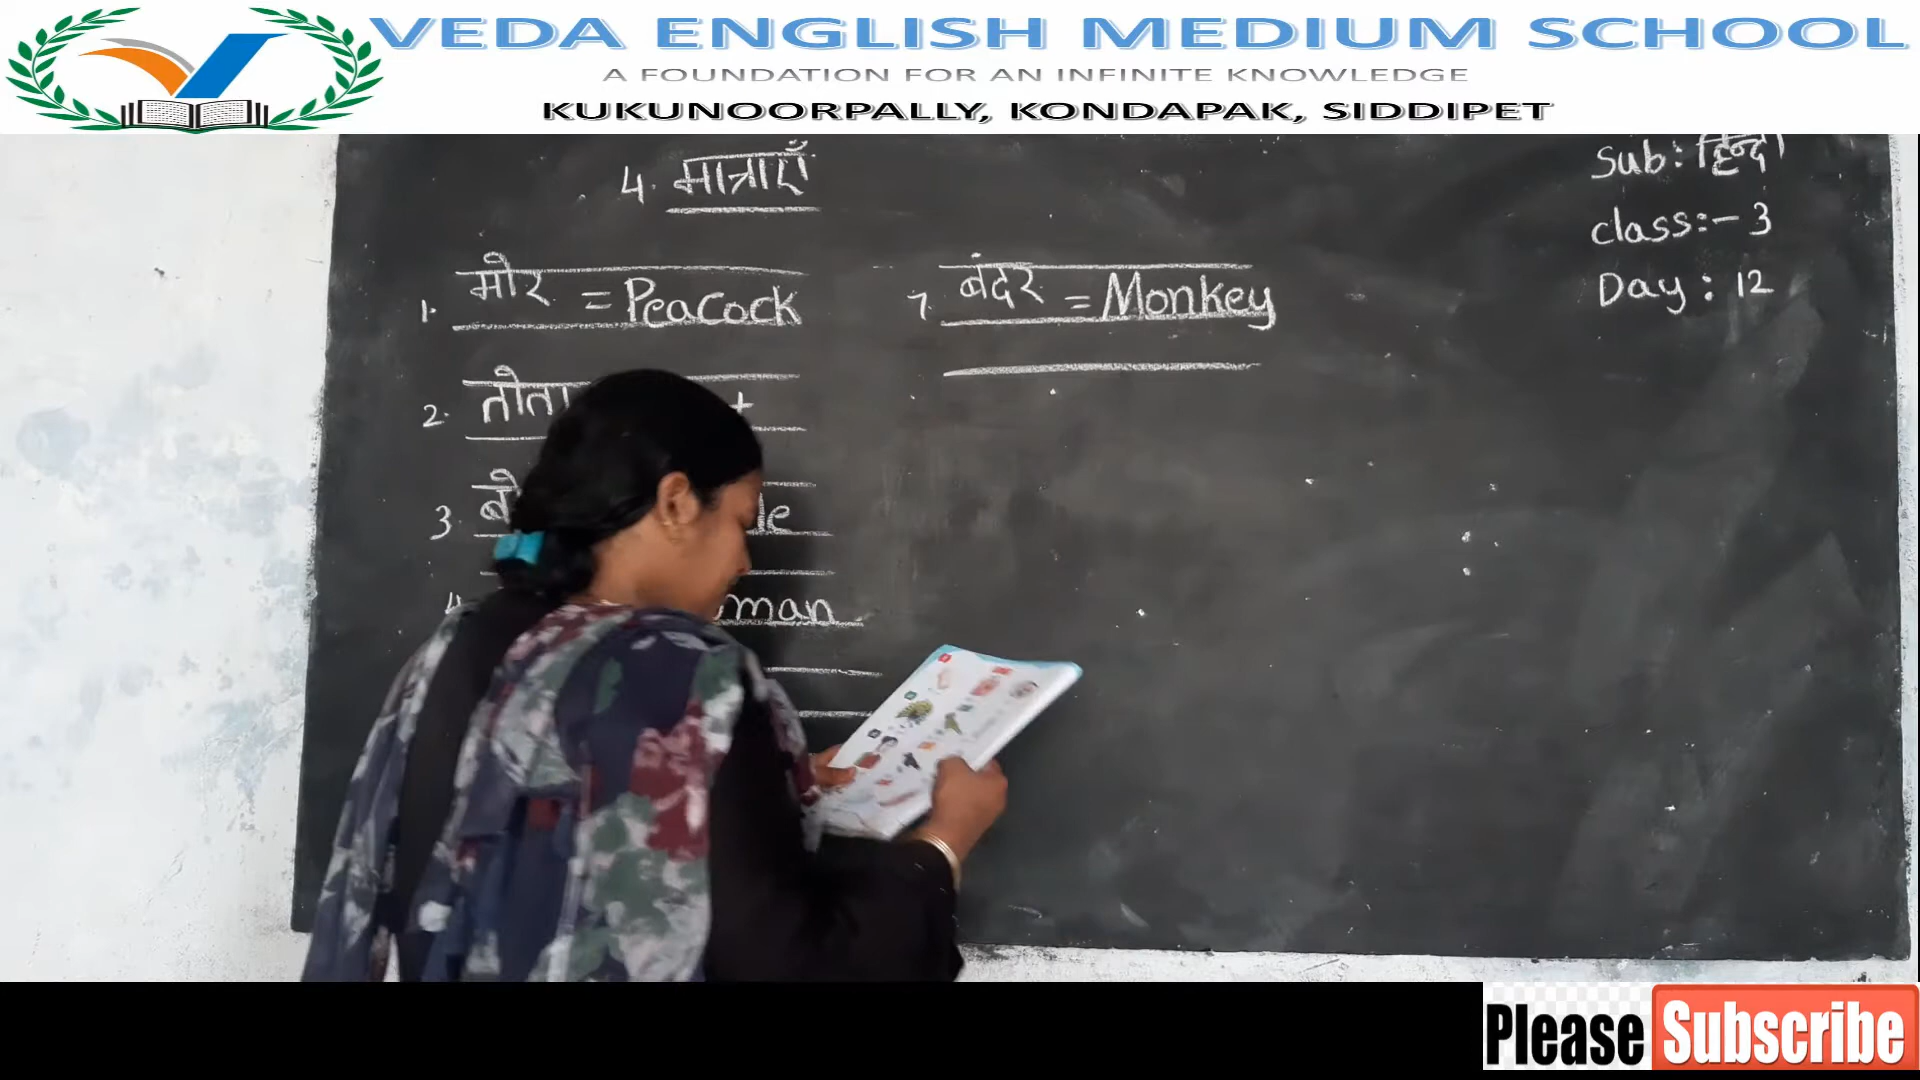 VEDA ENGLISH MEDIUM SCHOOL
A FOUNDATION FOR AN INFINITE KNOWLEDGE
KUKUNOORPALLY, KONDAPAK, SIDDIPET
4. मात्राएँ
Sub: हिन्दी
class:- 3
Day: 12
1. मोर = Peacock
2. तोता
3.
4.
7. बंदर = Monkey
Please Subscribe